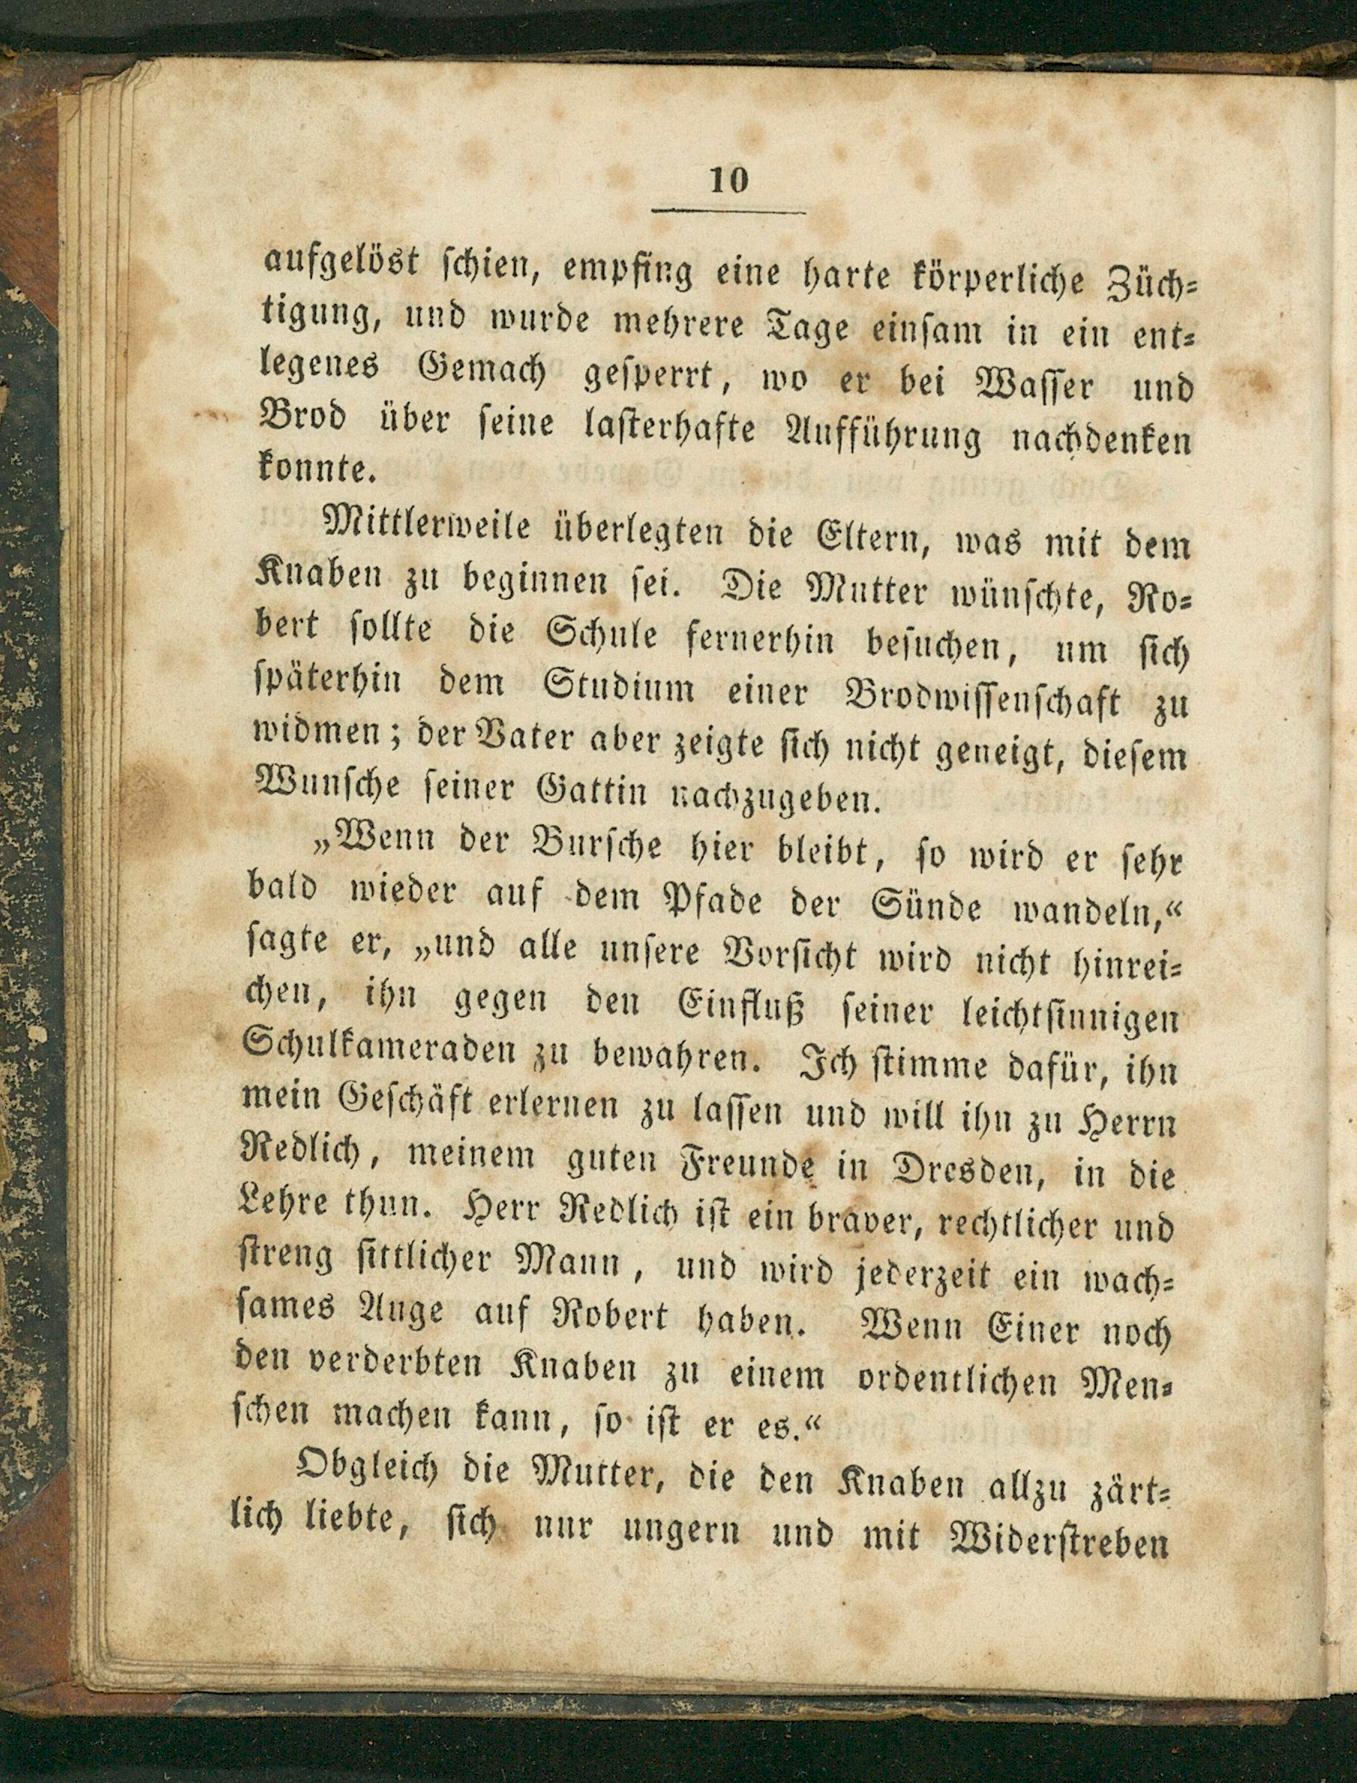 10
aufgelöst schien, empfing eine harte körperliche Züch-
tigung, und wurde mehrere Tage einsam in ein ent-
legenes Gemach gesperrt, wo er bei Wasser und
Brod über seine lasterhafte Aufführung nachdenken
konnte.
Mittlerweile überlegten die Eltern, was mit dem
Knaben zu beginnen sei. Die Mutter wünschte, Ro-
bert sollte die Schule fernerhin besuchen, um sich
späterhin dem Studium einer Brodwissenschaft zu
widmen; der Vater aber zeigte sich nicht geneigt, diesem
Wunsche seiner Gattin nachzugeben.
„Wenn der Bursche hier bleibt, so wird er sehr
bald wieder auf dem Pfade der Sünde wandeln,“
sagte er, „und alle unsere Vorsicht wird nicht hinrei-
chen, ihn gegen den Einfluß seiner leichtsinnigen
Schulkameraden zu bewahren. Ich stimme dafür, ihn
mein Geschäft erlernen zu lassen und will ihn zu Herrn
Redlich, meinem guten Freunde in Dresden, in die
Lehre thun. Herr Redlich ist ein braver, rechtlicher und
streng sittlicher Mann, und wird jederzeit ein wach-
sames Auge auf Robert haben. Wenn Einer noch
den verderbten Knaben zu einem ordentlichen Men-
schen machen kann, so ist er es.“
Obgleich die Mutter, die den Knaben allzu zärt-
lich liebte, sich nur ungern und mit Widerstreben